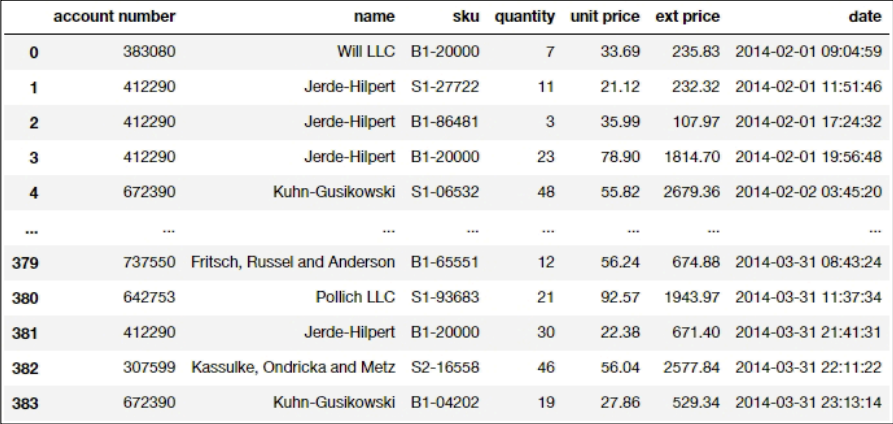 account number name sku quantity unit price ext price date
0 383080 Will LLC B1-20000 7 33.69 235.83 2014-02-01 09:04:59
1 412290 Jerde-Hilpert S1-27722 11 21.12 232.32 2014-02-01 11:51:46
2 412290 Jerde-Hilpert B1-86481 3 35.99 107.97 2014-02-01 17:24:32
3 412290 Jerde-Hilpert B1-20000 23 78.90 1814.70 2014-02-01 19:56:48
4 672390 Kuhn-Gusikowski S1-06532 48 55.82 2679.36 2014-02-02 03:45:20
... ... ... ... ... ... ... ...
379 737550 Fritsch, Russel and Anderson B1-65551 12 56.24 674.88 2014-03-31 08:43:24
380 642753 Pollich LLC S1-93683 21 92.57 1943.97 2014-03-31 11:37:34
381 412290 Jerde-Hilpert B1-20000 30 22.38 671.40 2014-03-31 21:41:31
382 307599 Kassulke, Ondricka and Metz S2-16558 46 56.04 2577.84 2014-03-31 22:11:22
383 672390 Kuhn-Gusikowski B1-04202 19 27.86 529.34 2014-03-31 23:13:14